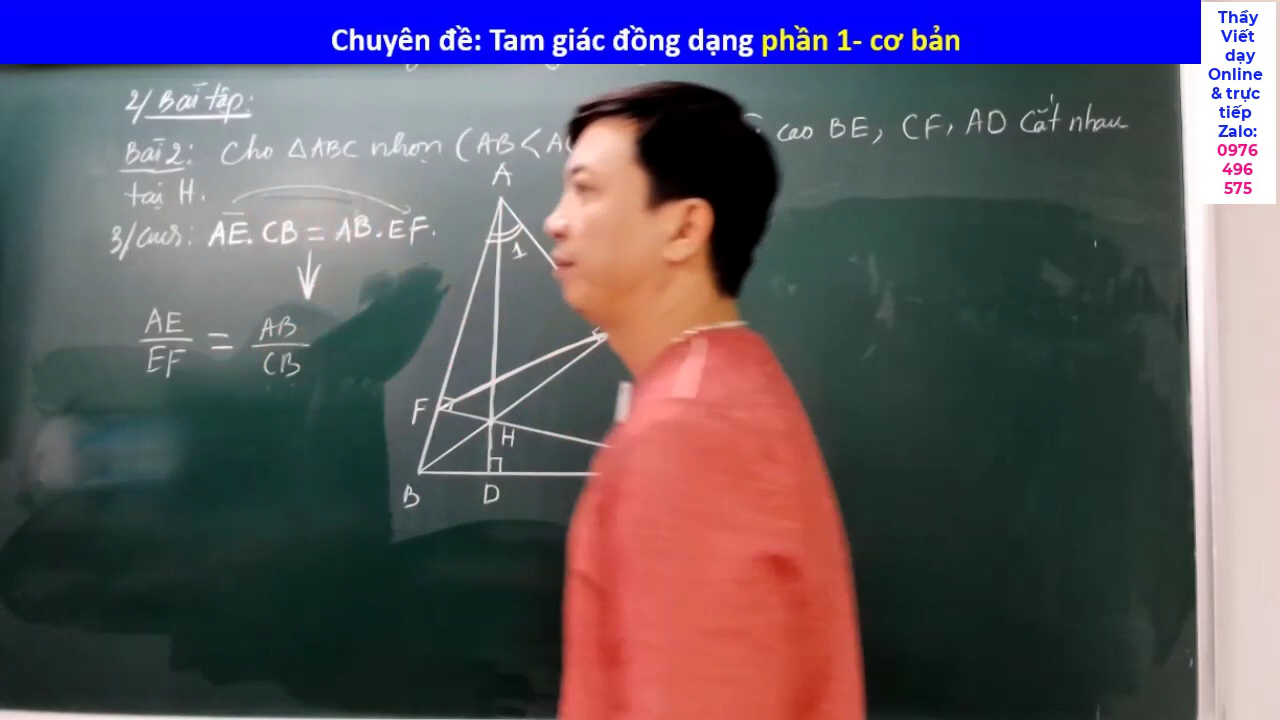 Chuyên đề: Tam giác đồng dạng phần 1- cơ bản
Thầy
Viết
dạy
Online
& trực
tiếp
Zalo:
0976
496
575
2/ Bài tập:
Bài 2: Cho ΔABC nhọn (AB < A cao BE, CF, AD cắt nhau
tại H.
3/ cmr: AE. CB = AB. EF.
AE
EF
=
AB
CB
A
1
F
H
B
D